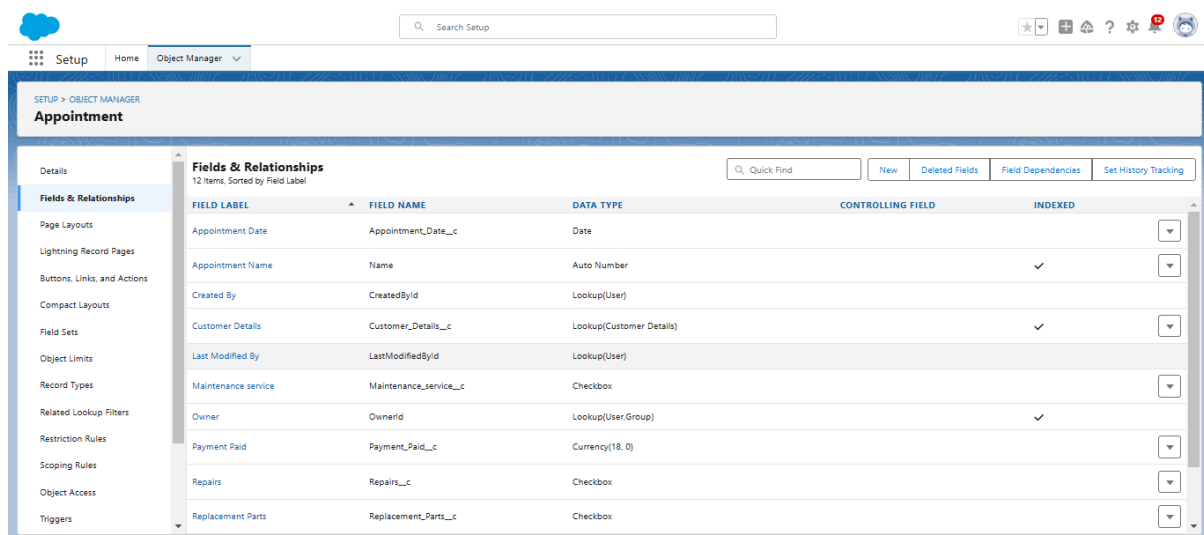 Search Setup
12
Setup Home Object Manager
SETUP > OBJECT MANAGER
Appointment
Details
Fields & Relationships
Page Layouts
Lightning Record Pages
Buttons, Links, and Actions
Compact Layouts
Field Sets
Object Limits
Record Types
Related Lookup Filters
Restriction Rules
Scoping Rules
Object Access
Triggers
Fields & Relationships
12 Items, Sorted by Field Label
Quick Find New Deleted Fields Field Dependencies Set History Tracking
FIELD LABEL FIELD NAME DATA TYPE CONTROLLING FIELD INDEXED
Appointment Date Appointment_Date__c Date
Appointment Name Name Auto Number
Created By CreatedById Lookup(User)
Customer Details Customer_Details__c Lookup(Customer Details)
Last Modified By LastModifiedById Lookup(User)
Maintenance service Maintenance_service__c Checkbox
Owner OwnerId Lookup(User,Group)
Payment Paid Payment_Paid__c Currency(18, 0)
Repairs Repairs__c Checkbox
Replacement Parts Replacement_Parts__c Checkbox